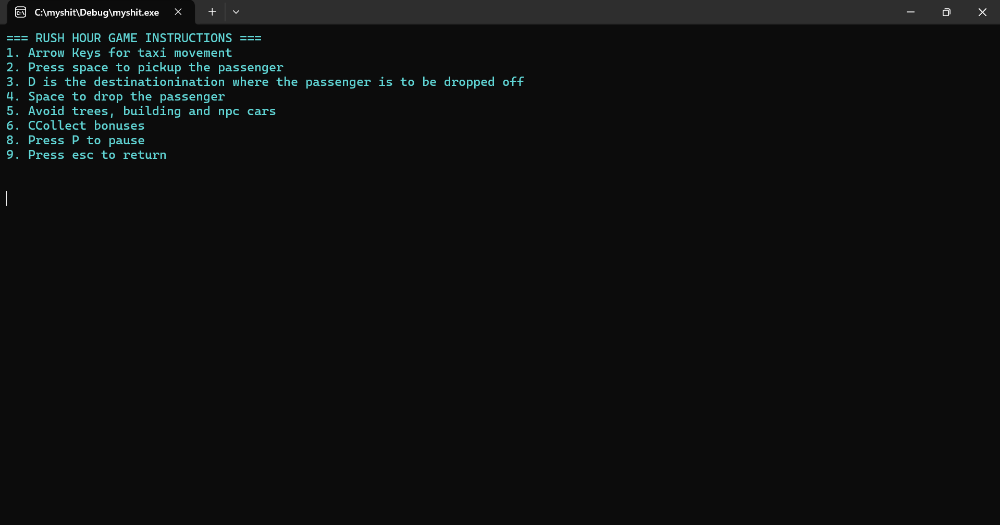 C:\myshit\Debug\myshit.exe
=== RUSH HOUR GAME INSTRUCTIONS ===
1. Arrow Keys for taxi movement
2. Press space to pickup the passenger
3. D is the destinationination where the passenger is to be dropped off
4. Space to drop the passenger
5. Avoid trees, building and npc cars
6. CCollect bonuses
8. Press P to pause
9. Press esc to return